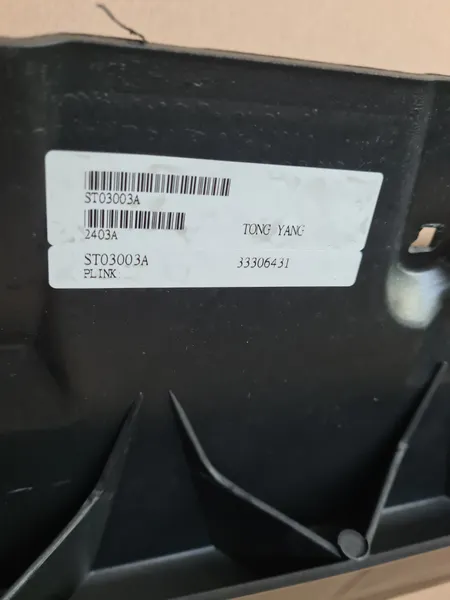 ST03003A
2403A TONG YANG
ST03003A 33306431
PLINK